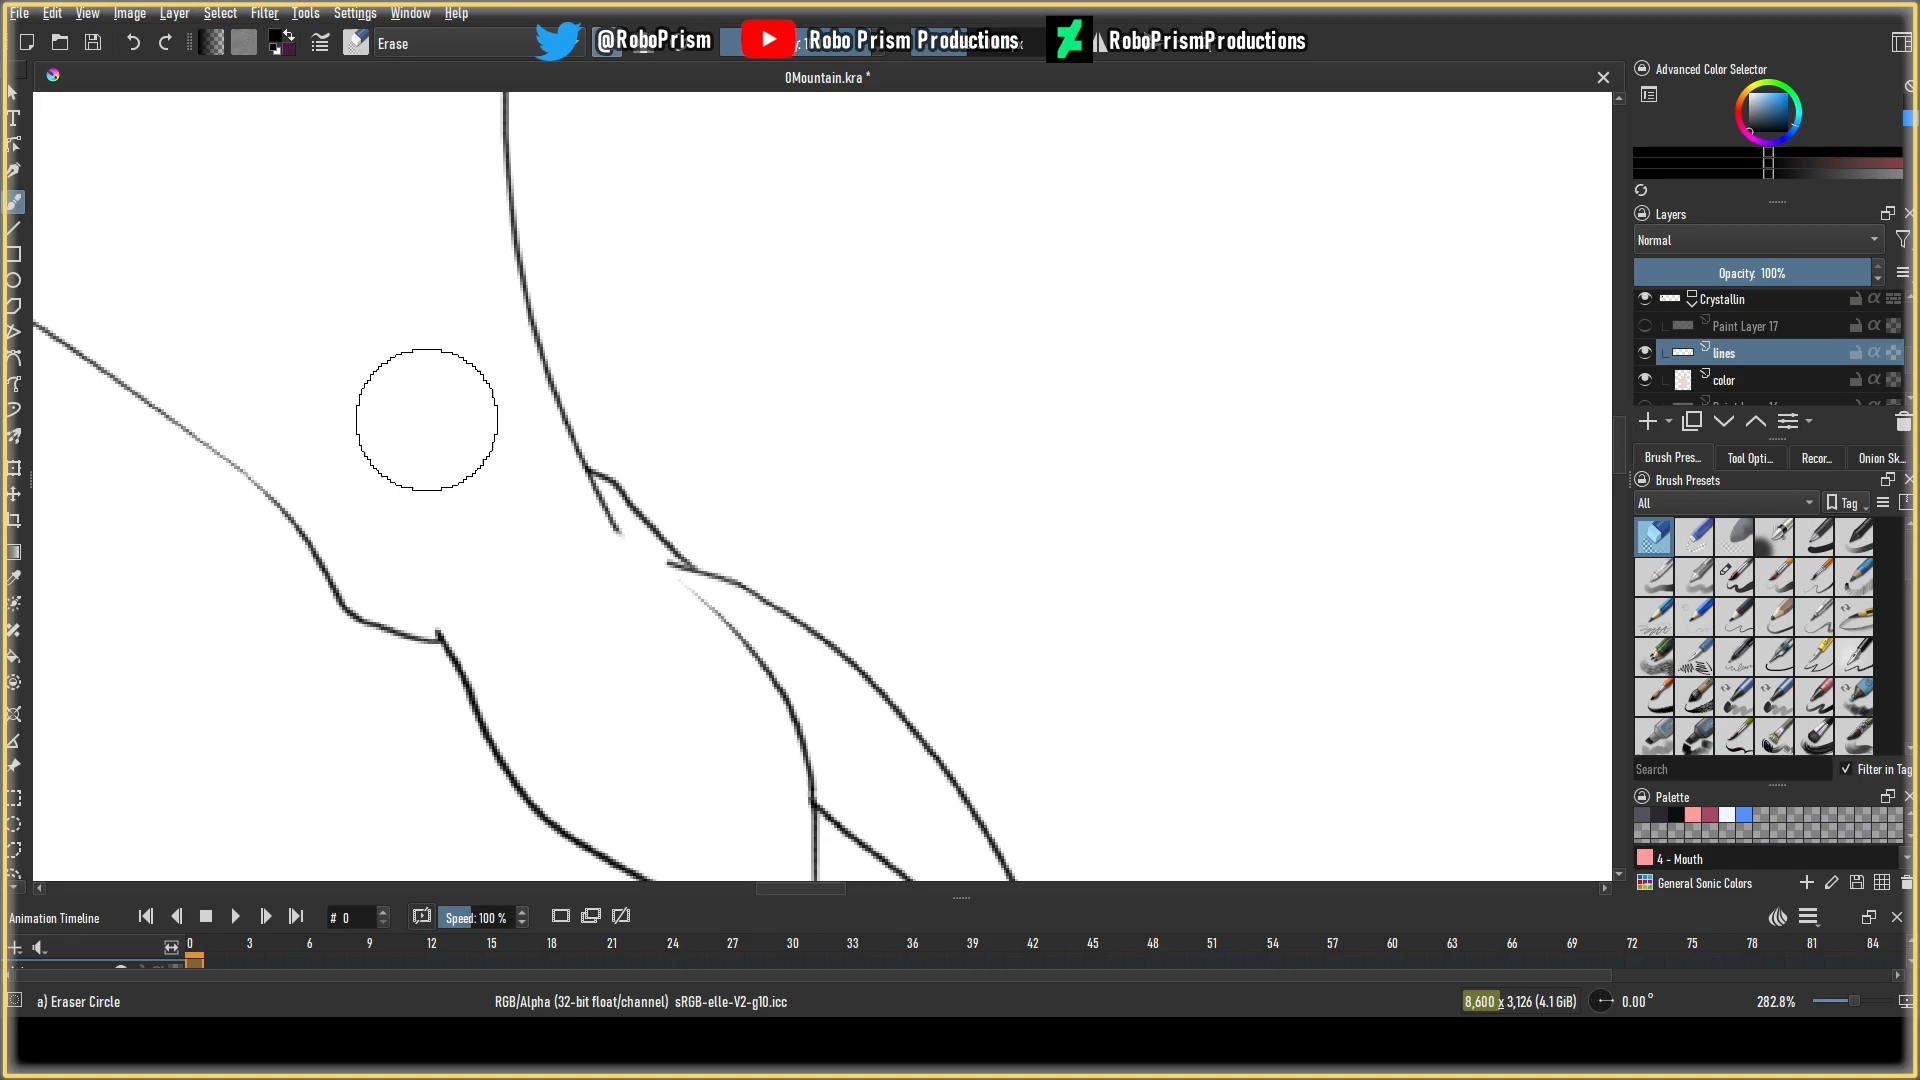 File Edit View Image Layer Select Filter Tools Settings Window Help
Erase
@RoboPrism
Robo Prism Productions
RoboPrismProductions
0Mountain.kra *
Advanced Color Selector
Layers
Normal
Opacity: 100%
Crystallin
Paint Layer 17
lines
color
Brush Pres... Tool Opti... Recor... Onion Sk...
Brush Presets
All
Tag
Search
Filter in Tag
Palette
4 - Mouth
General Sonic Colors
Animation Timeline
# 0
Speed: 100 %
0 3 6 9 12 15 18 21 24 27 30 33 36 39 42 45 48 51 54 57 60 63 66 69 72 75 78 81 84
a) Eraser Circle
RGB/Alpha (32-bit float/channel) sRGB-elle-V2-g10.icc
8,600 x 3,126 (4.1 GiB)
0.00°
282.8%